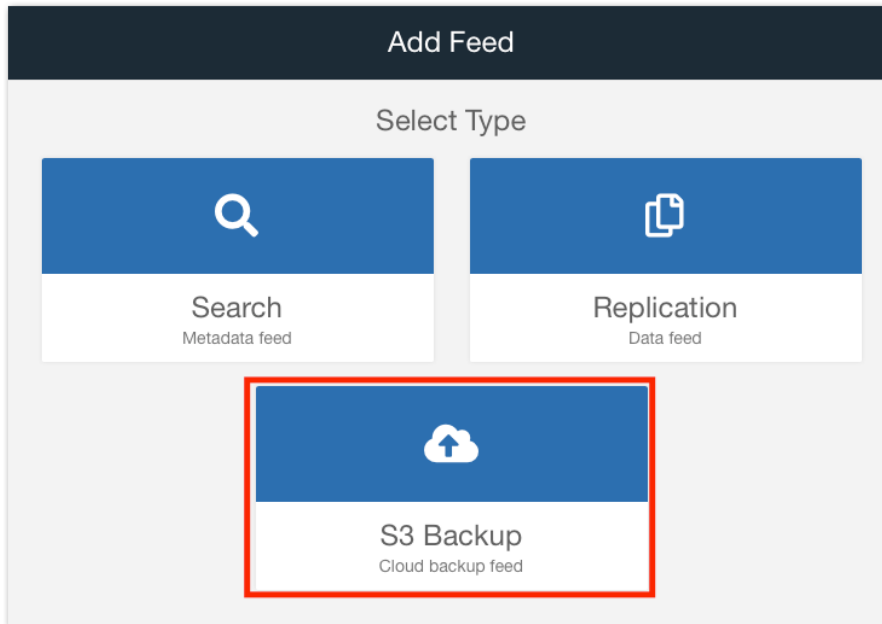 Add Feed
Select Type
Search
Metadata feed
Replication
Data feed
S3 Backup
Cloud backup feed